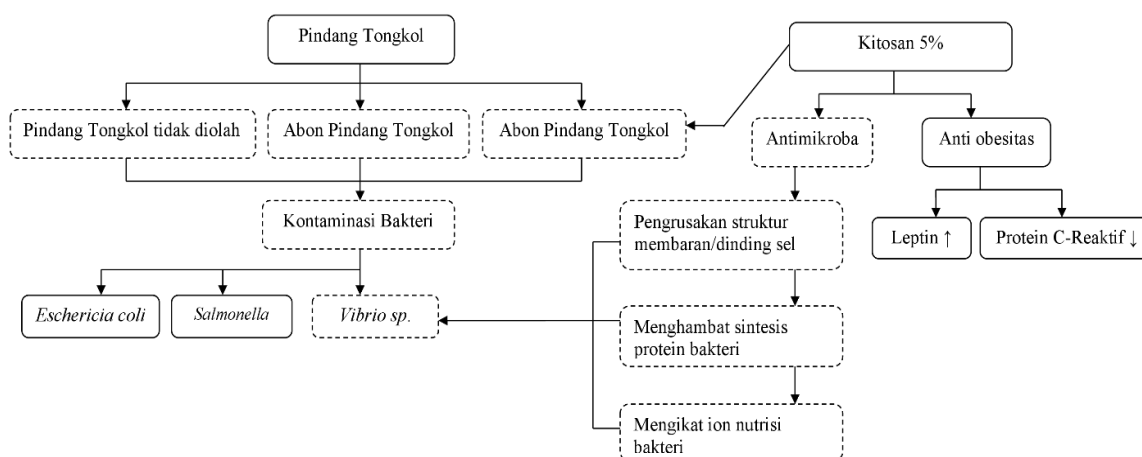 Pindang Tongkol
Kitosan 5%
Pindang Tongkol tidak diolah
Abon Pindang Tongkol
Abon Pindang Tongkol
Antimikroba
Anti obesitas
Kontaminasi Bakteri
Pengrusakan struktur
membaran/dinding sel
Leptin ↑
Protein C-Reaktif ↓
Eschericia coli
Salmonella
Vibrio sp.
Menghambat sintesis
protein bakteri
Mengikat ion nutrisi
bakteri